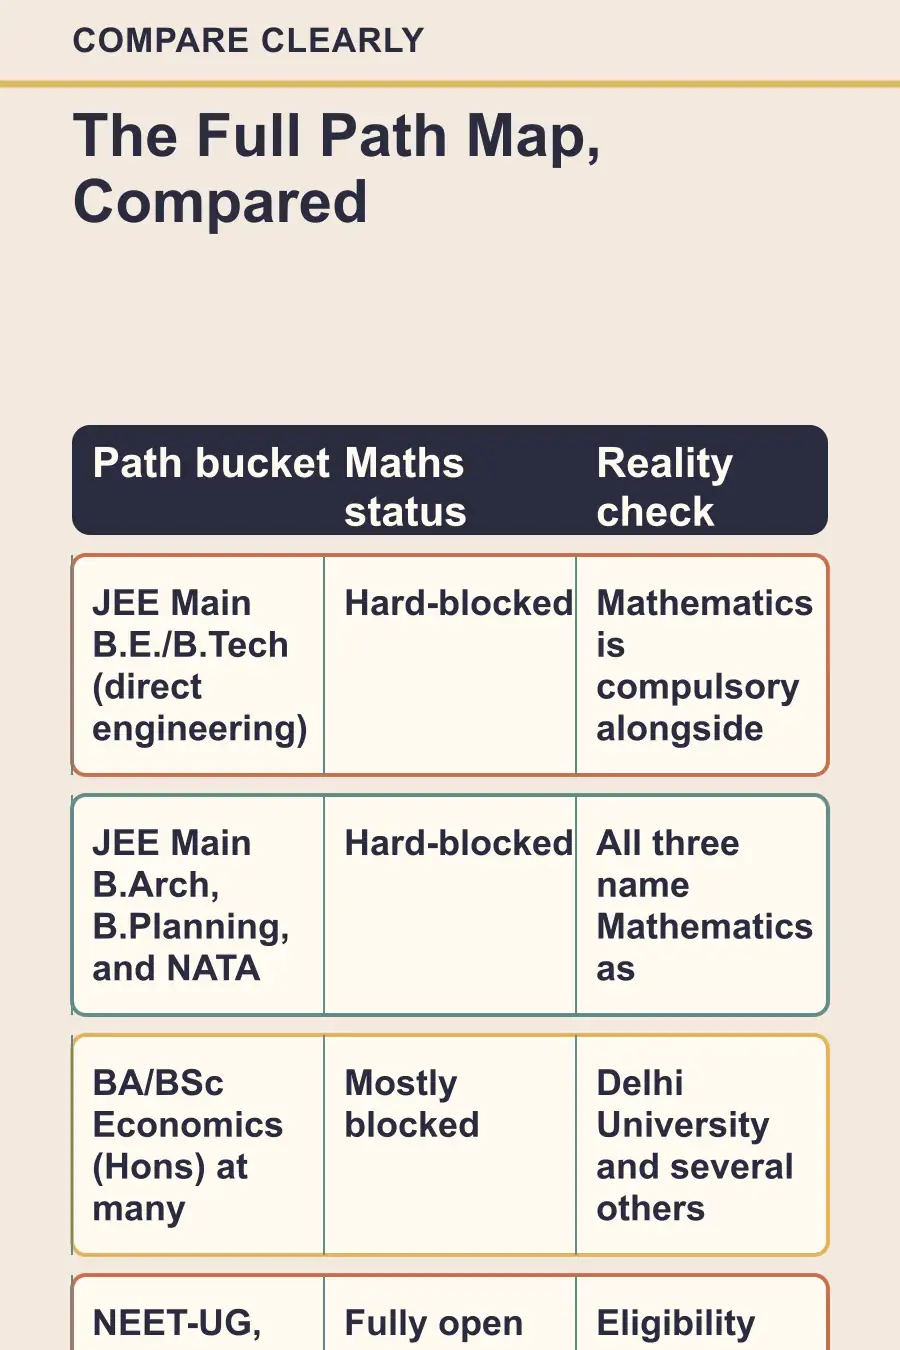 COMPARE CLEARLY
The Full Path Map,
Compared
Path bucket
Maths
status
Reality
check
JEE Main
B.E./B.Tech
(direct
engineering)
Hard-blocked
Mathematics
is
compulsory
alongside
JEE Main
B.Arch,
B.Planning,
and NATA
Hard-blocked
All three
name
Mathematics
as
BA/BSc
Economics
(Hons) at
many
Mostly
blocked
Delhi
University
and several
others
NEET-UG,
Fully open
Eligibility